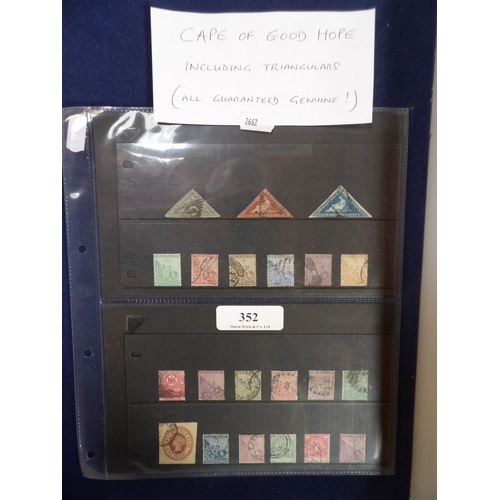 CAPE OF GOOD HOPE
INCLUDING TRIANGULARS
(ALL GUARANTEED GENUINE!)
2662
352